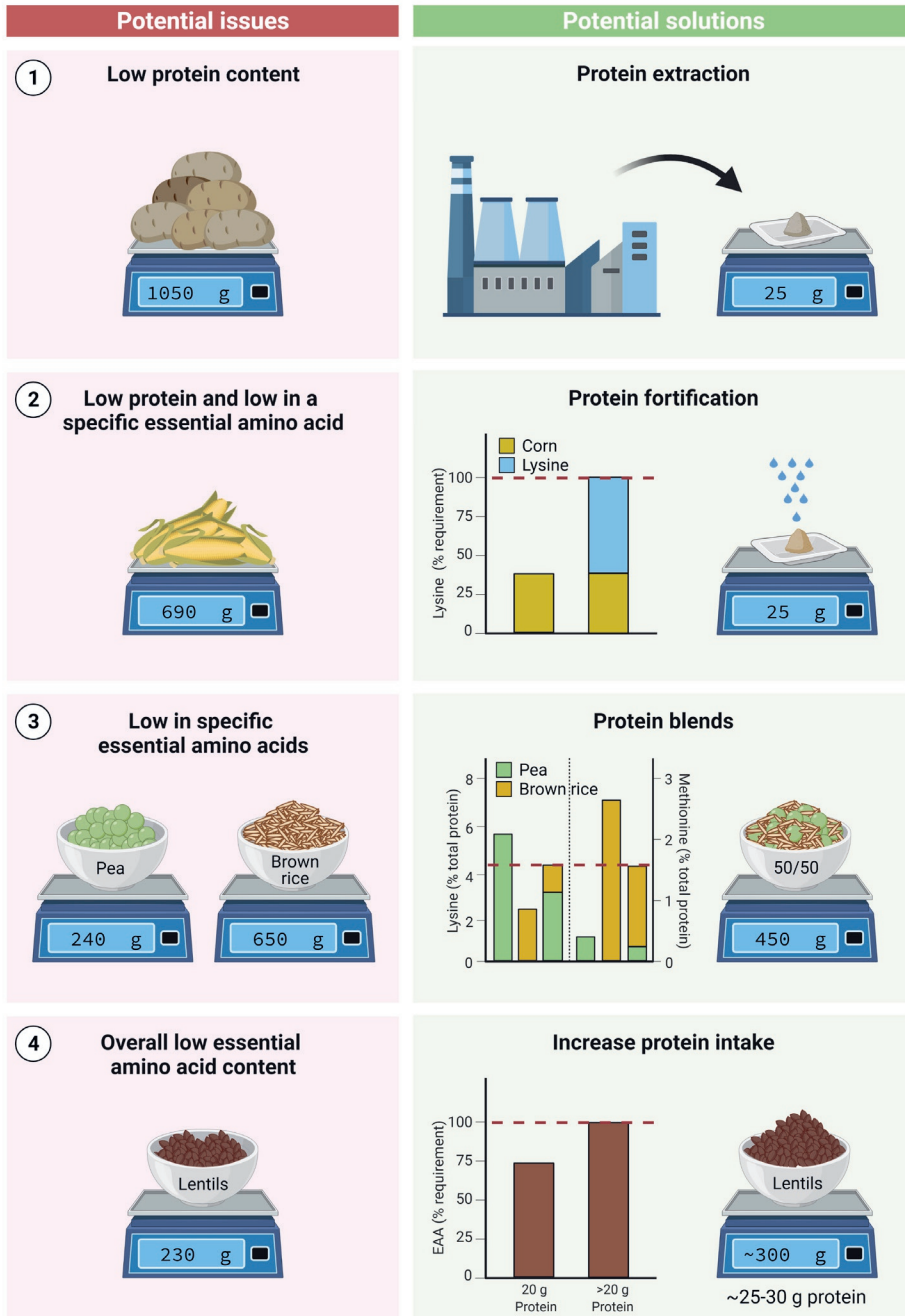 Potential issues
Potential solutions
1
Low protein content
1050 g
Protein extraction
25 g
2
Low protein and low in a
specific essential amino acid
690 g
Protein fortification
Corn
Lysine
Lysine (% requirement)
100
75
50
25
0
25 g
3
Low in specific
essential amino acids
Pea
240 g
Brown
rice
650 g
Protein blends
Pea
Brown rice
Lysine (% total protein)
8
6
4
2
0
3
2
1
0
Methionine (% total protein)
50/50
450 g
4
Overall low essential
amino acid content
Lentils
230 g
Increase protein intake
EAA (% requirement)
100
75
50
25
0
20 g
Protein
>20 g
Protein
Lentils
~300 g
~25-30 g protein